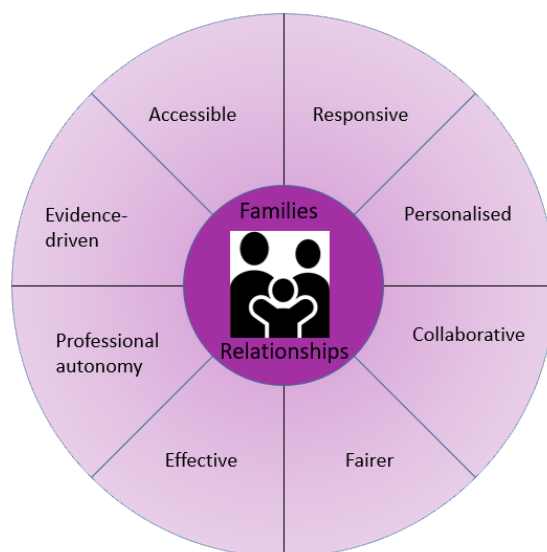 Accessible
Responsive
Evidence-
driven
Families
Personalised
Relationships
Professional
autonomy
Collaborative
Effective
Fairer